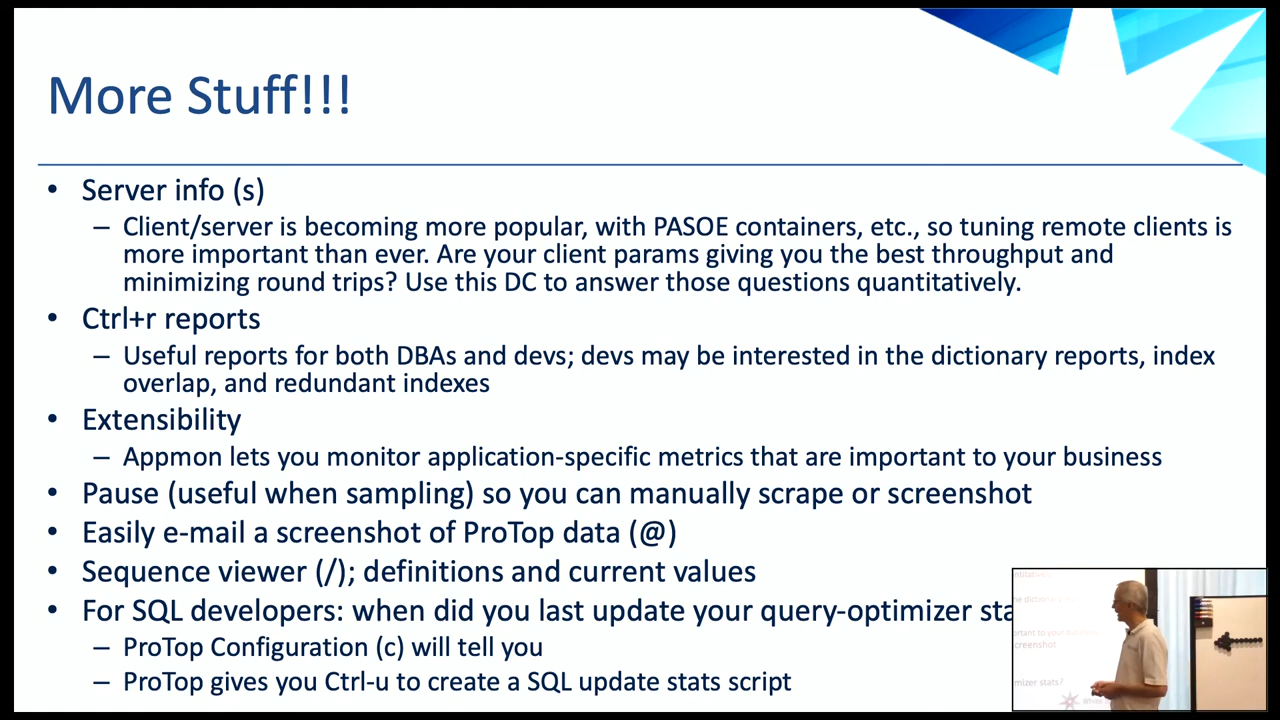 More Stuff!!!
• Server info (s)
– Client/server is becoming more popular, with PASOE containers, etc., so tuning remote clients is
more important than ever. Are your client params giving you the best throughput and
minimizing round trips? Use this DC to answer those questions quantitatively.
• Ctrl+r reports
– Useful reports for both DBAs and devs; devs may be interested in the dictionary reports, index
overlap, and redundant indexes
• Extensibility
– Appmon lets you monitor application-specific metrics that are important to your business
• Pause (useful when sampling) so you can manually scrape or screenshot
• Easily e-mail a screenshot of ProTop data (@)
• Sequence viewer (/); definitions and current values
• For SQL developers: when did you last update your query-optimizer sta
– ProTop Configuration (c) will tell you
– ProTop gives you Ctrl-u to create a SQL update stats script
creenshot
mizer stats?